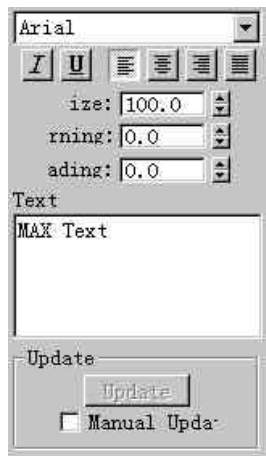 Arial
I U
ize: 100.0
rning: 0.0
ading: 0.0
Text
MAX Text
Update
Update
Manual Upda